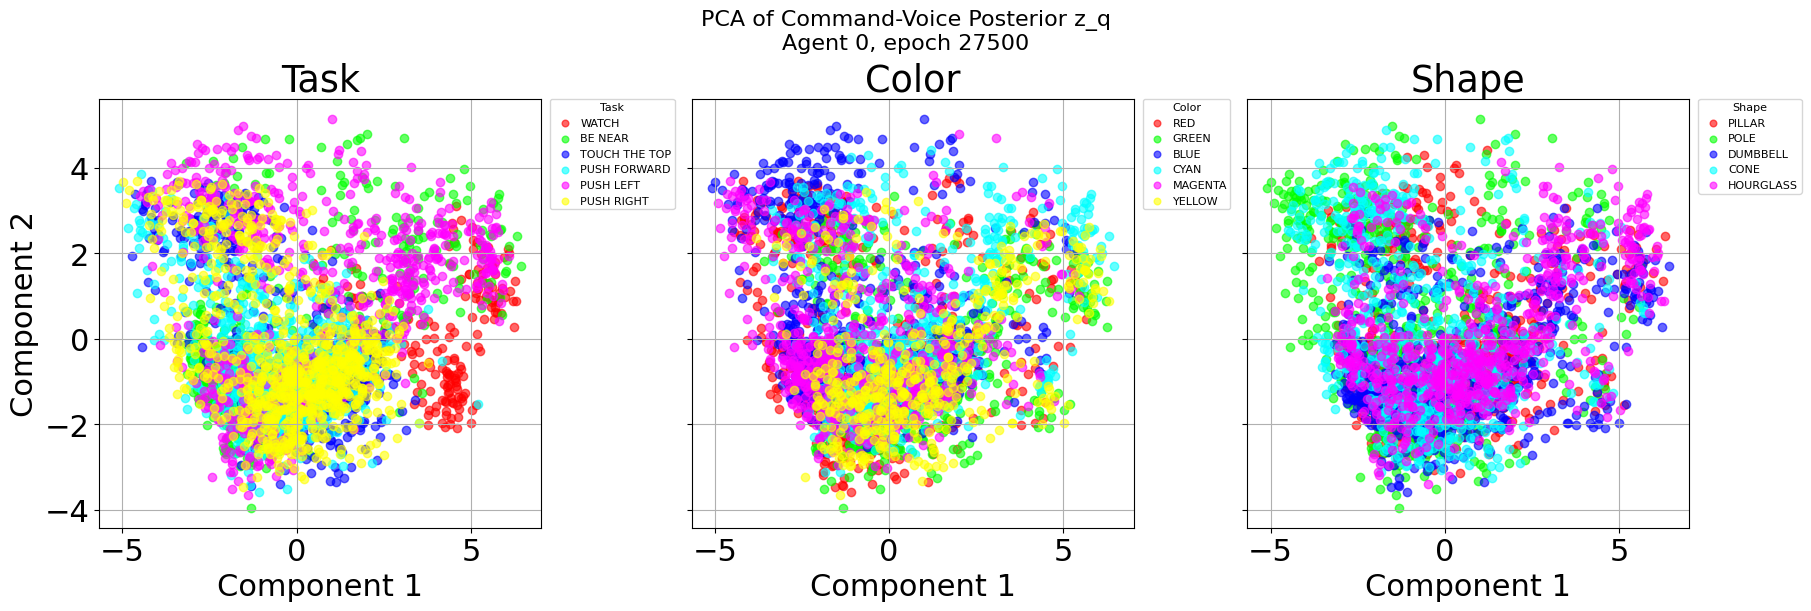 PCA of Command-Voice Posterior z_q
Agent 0, epoch 27500
Task
Task
WATCH
BE NEAR
TOUCH THE TOP
PUSH FORWARD
PUSH LEFT
PUSH RIGHT
Component 2
4
2
0
−2
−4
−5
0
5
Component 1
Color
Color
RED
GREEN
BLUE
CYAN
MAGENTA
YELLOW
−5
0
5
Component 1
Shape
Shape
PILLAR
POLE
DUMBBELL
CONE
HOURGLASS
−5
0
5
Component 1